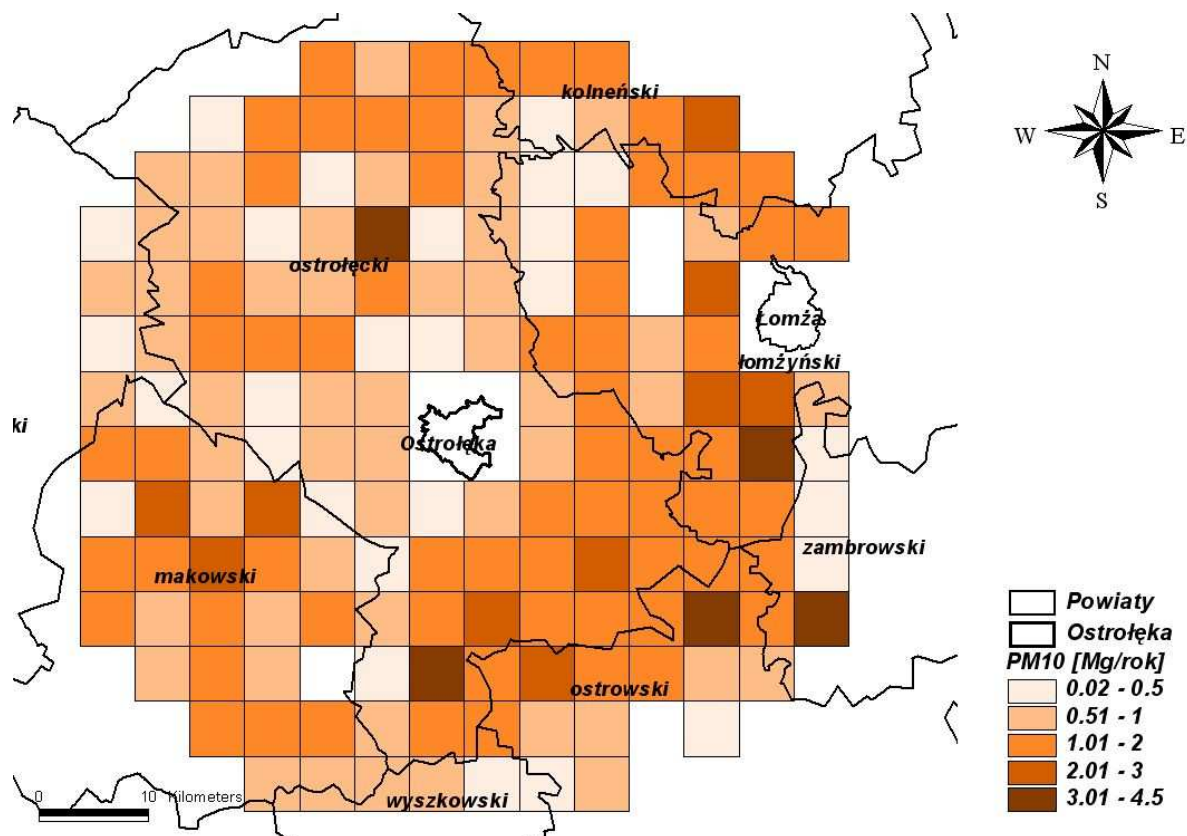 kolneński
N
W E
S
ostrołęcki
Łomża
łomżyński
ki
Ostrołęka
makowski
zambrowski
ostrowski
wyszkowski
0 10 Kilometers
Powiaty
Ostrołęka
PM10 [Mg/rok]
0.02 - 0.5
0.51 - 1
1.01 - 2
2.01 - 3
3.01 - 4.5